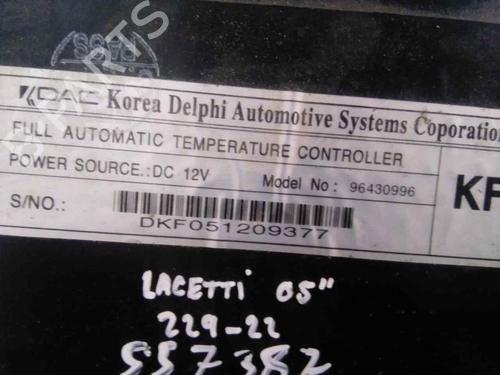 PASS
KDAC Korea Delphi Automotive Systems Coporation
FULL AUTOMATIC TEMPERATURE CONTROLLER
POWER SOURCE.:DC 12V Model No : 96430996
KF
S/NO.:
DKF051209377
LACETTI 05"
229-22
557382